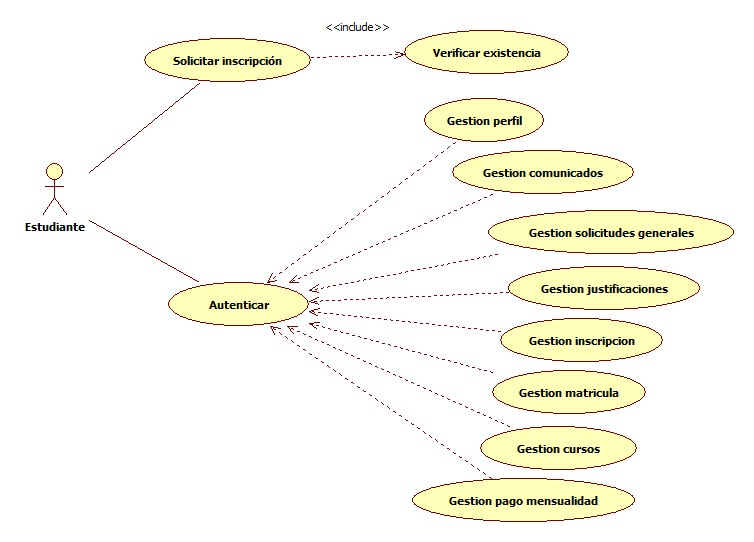 <<include>>
Solicitar inscripción
Verificar existencia
Gestion perfil
Gestion comunicados
Estudiante
Gestion solicitudes generales
Gestion justificaciones
Autenticar
Gestion inscripcion
Gestion matricula
Gestion cursos
Gestion pago mensualidad